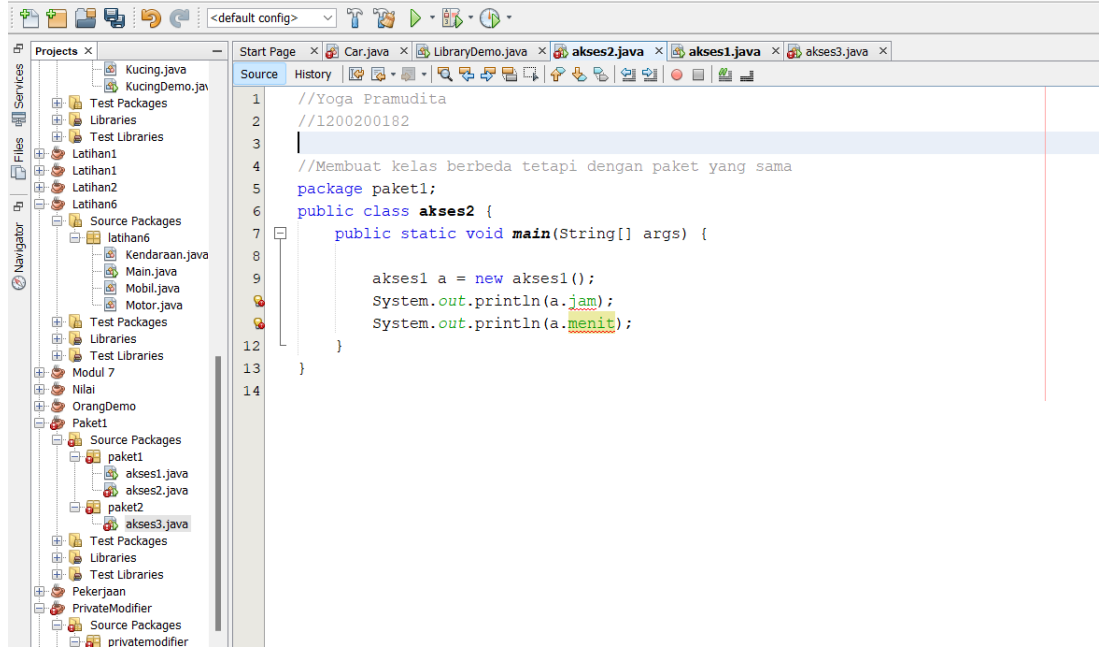 <default config>
Projects
Services
Files
Navigator
Kucing.java
KucingDemo.jav
Test Packages
Libraries
Test Libraries
Latihan1
Latihan1
Latihan2
Latihan6
Source Packages
latihan6
Kendaraan.java
Main.java
Mobil.java
Motor.java
Test Packages
Libraries
Test Libraries
Modul 7
Nilai
OrangDemo
Paket1
Source Packages
paket1
akses1.java
akses2.java
paket2
akses3.java
Test Packages
Libraries
Test Libraries
Pekerjaan
PrivateModifier
Source Packages
privatemodifier
Start Page Car.java LibraryDemo.java akses2.java akses1.java akses3.java
Source History
1 //Yoga Pramudita
2 //l200200182
3
4 //Membuat kelas berbeda tetapi dengan paket yang sama
5 package paket1;
6 public class akses2 {
7 public static void main(String[] args) {
8
9 akses1 a = new akses1();
System.out.println(a.jam);
System.out.println(a.menit);
12 }
13 }
14